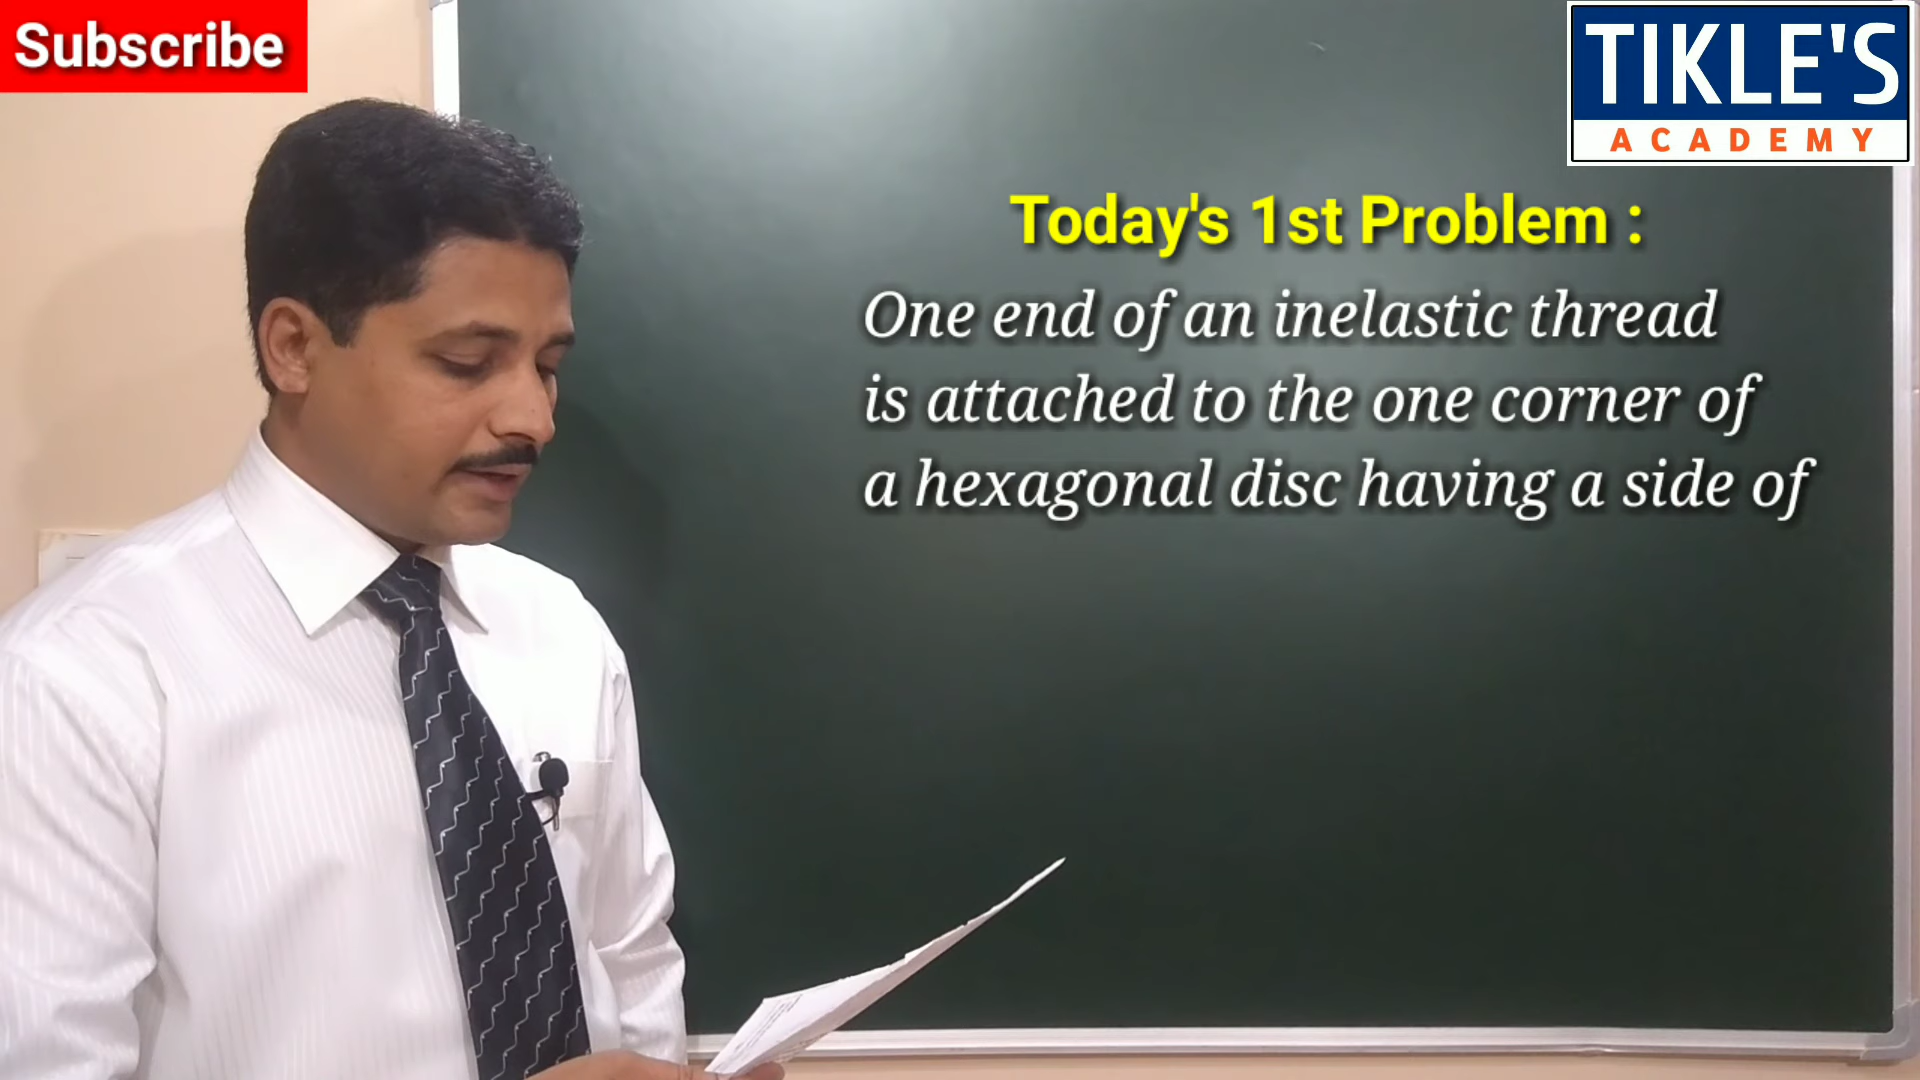 Subscribe
TIKLE'S
ACADEMY
Today's 1st Problem :
One end of an inelastic thread
is attached to the one corner of
a hexagonal disc having a side of